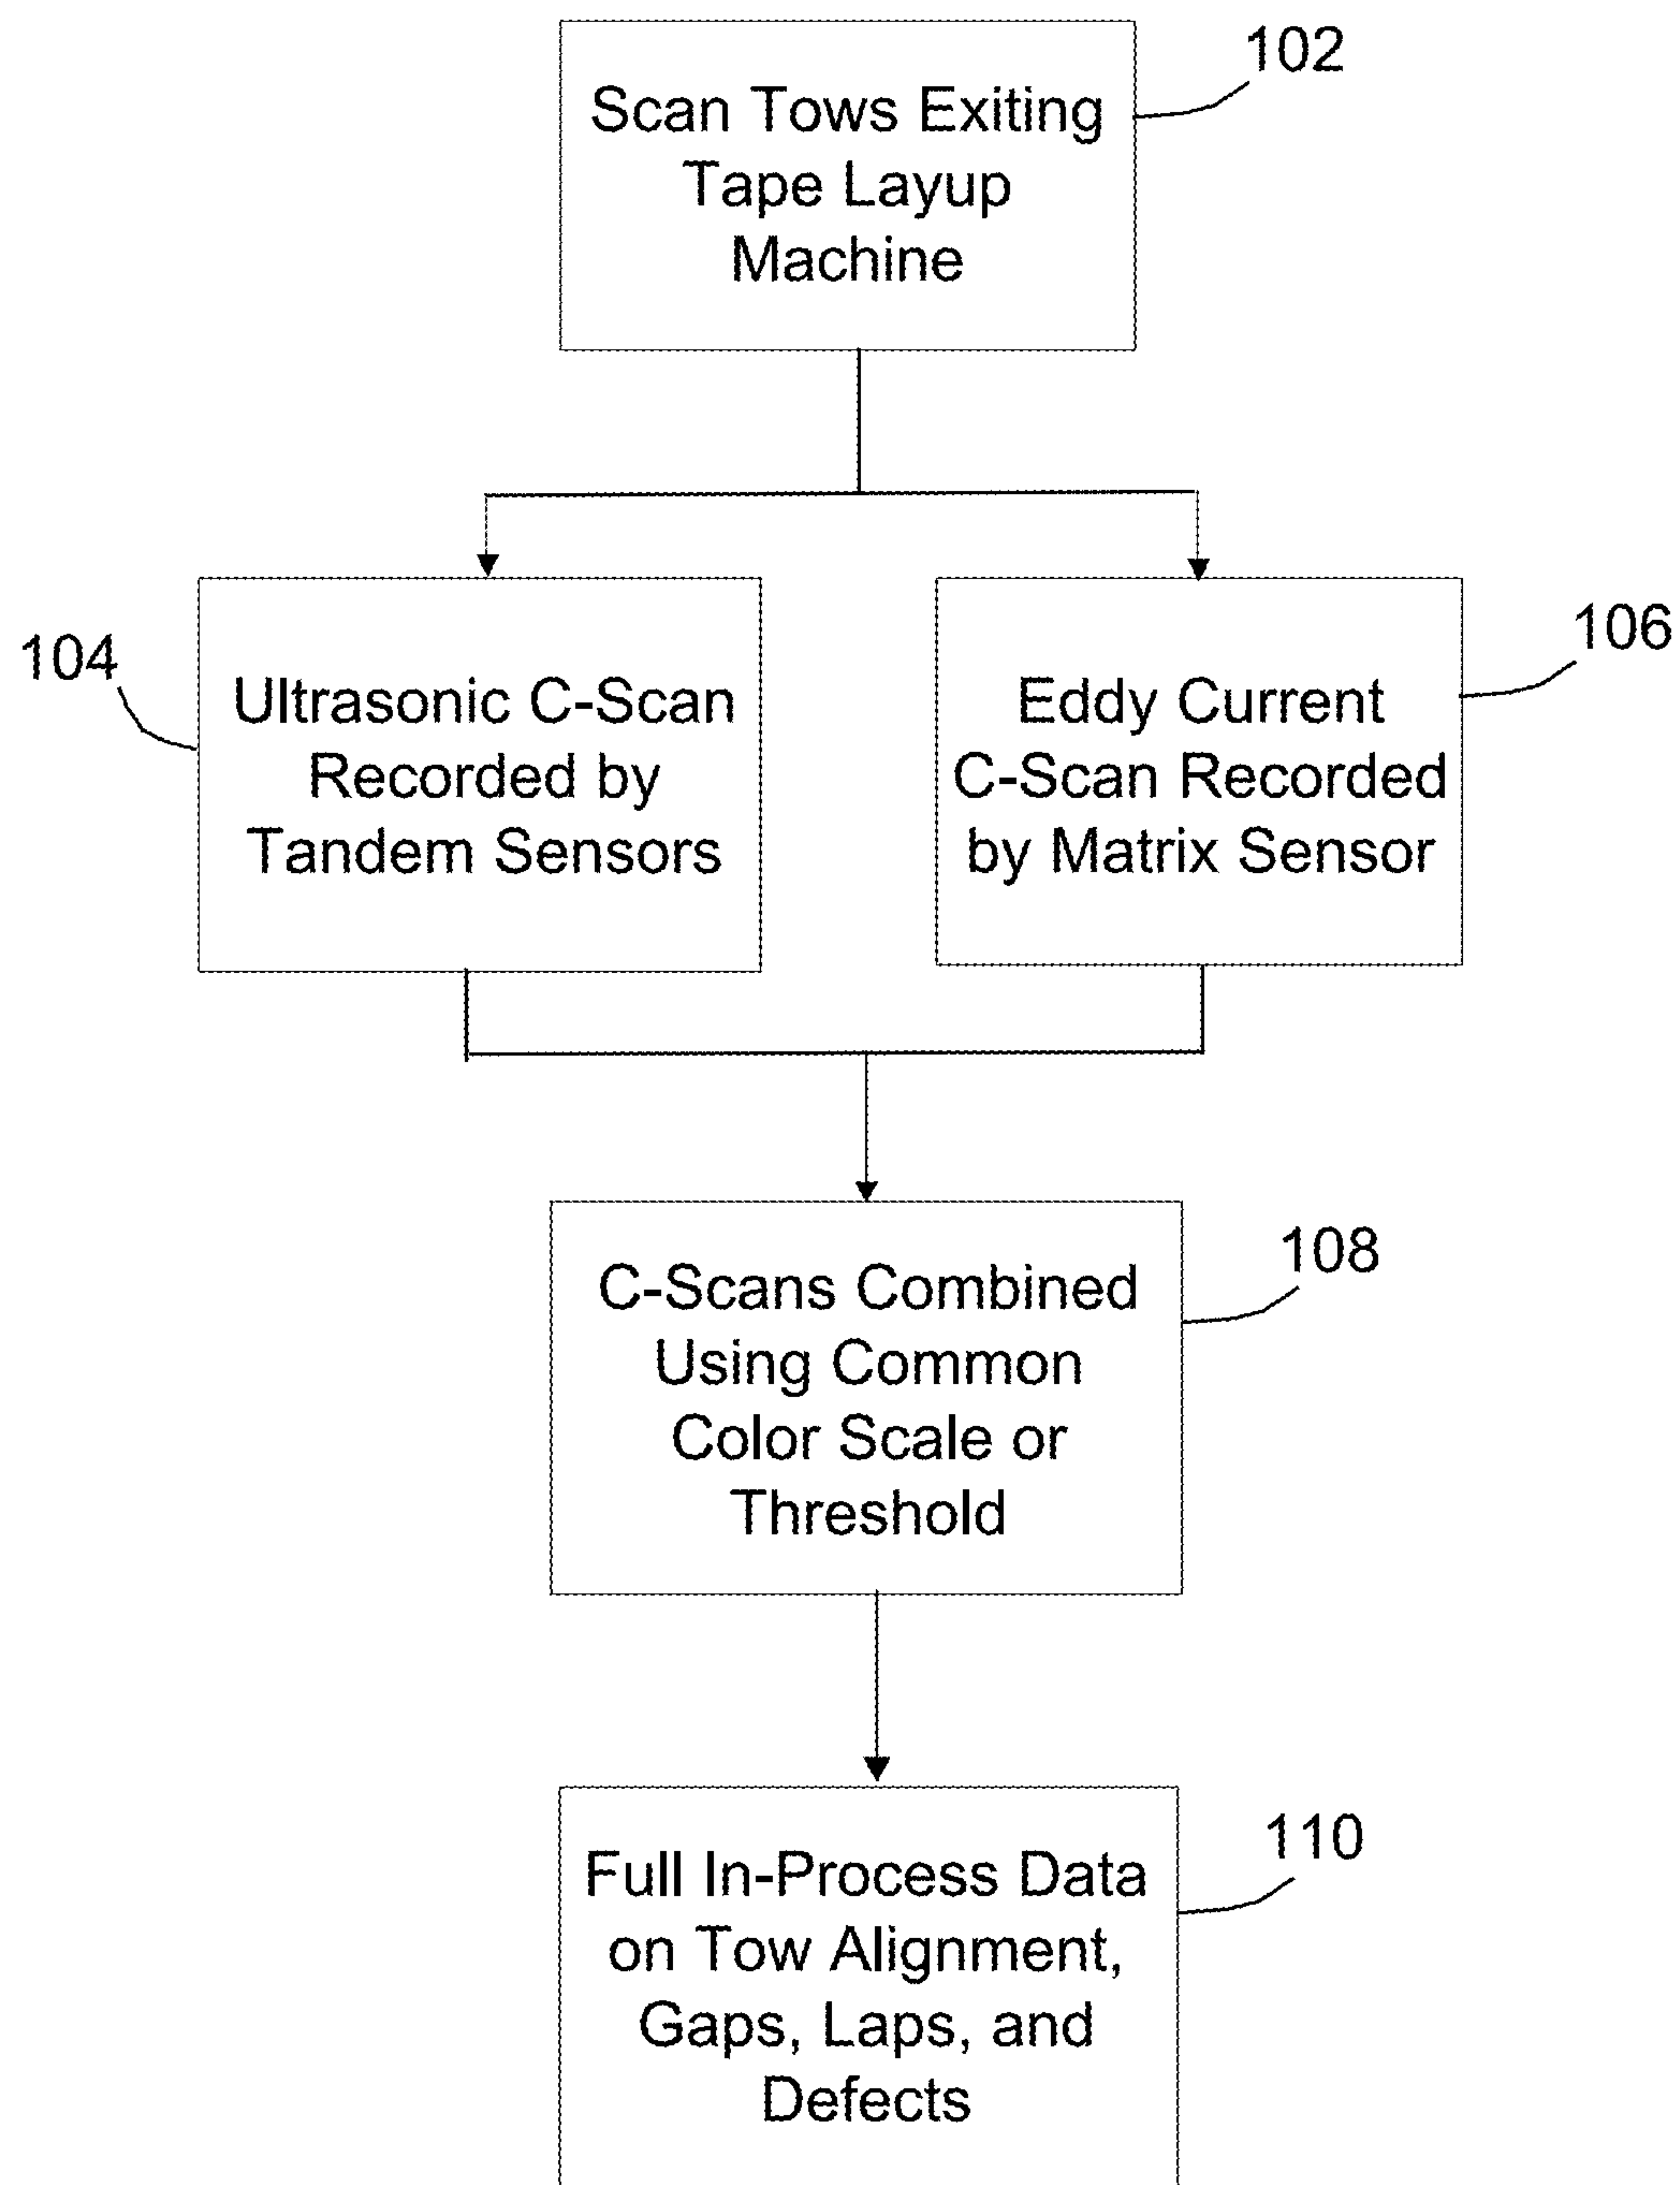 102
Scan Tows Exiting
Tape Layup
Machine
104
Ultrasonic C-Scan
Recorded by
Tandem Sensors
106
Eddy Current
C-Scan Recorded
by Matrix Sensor
108
C-Scans Combined
Using Common
Color Scale or
Threshold
110
Full In-Process Data
on Tow Alignment,
Gaps, Laps, and
Defects